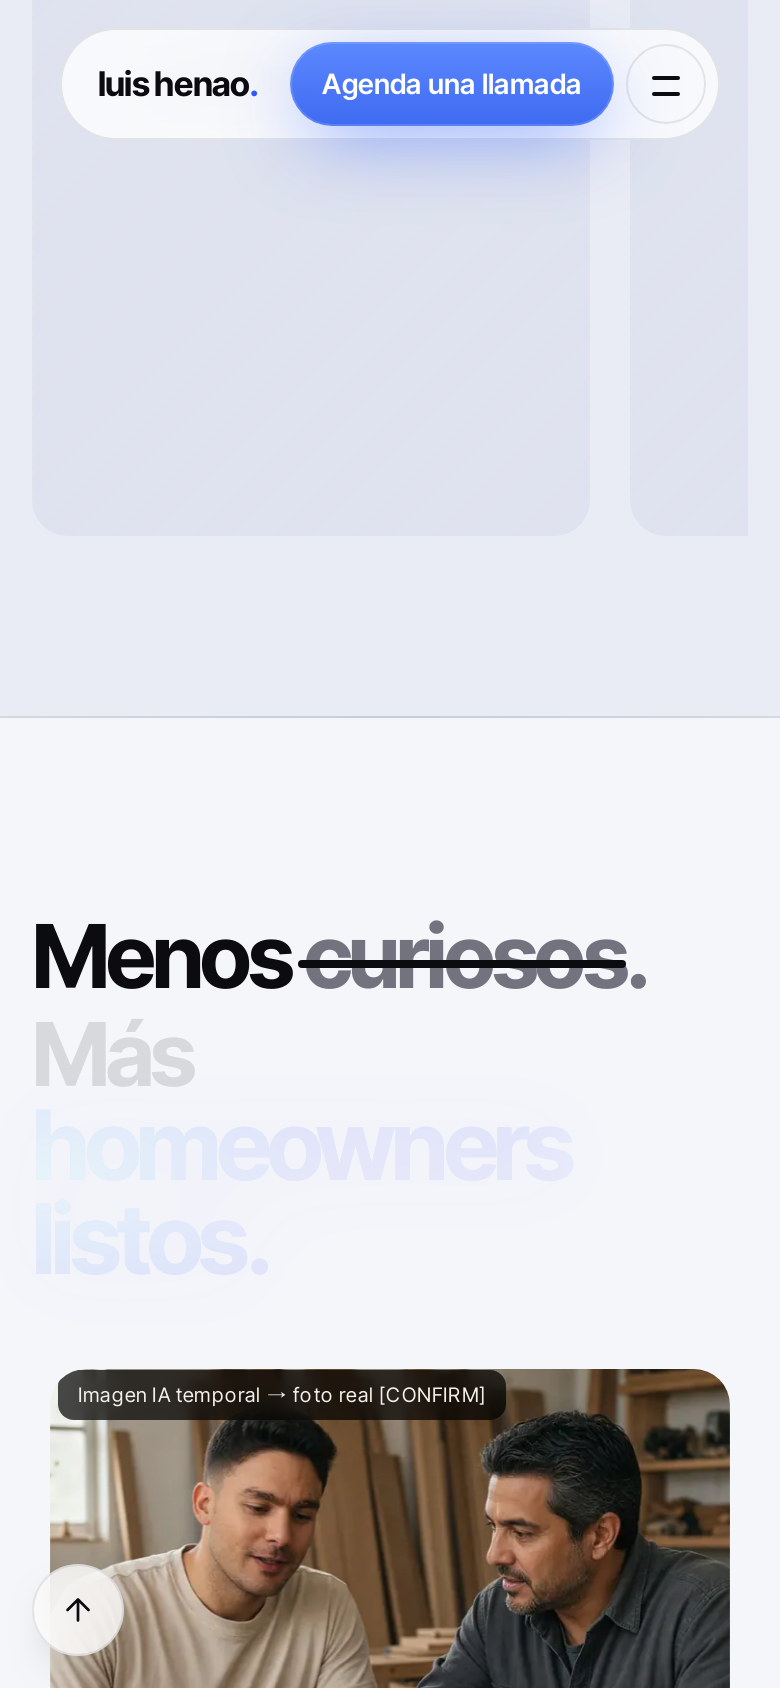 luis henao.
Agenda una llamada
Menos curiosos.
Más
homeowners
listos.
Imagen IA temporal → foto real [CONFIRM]